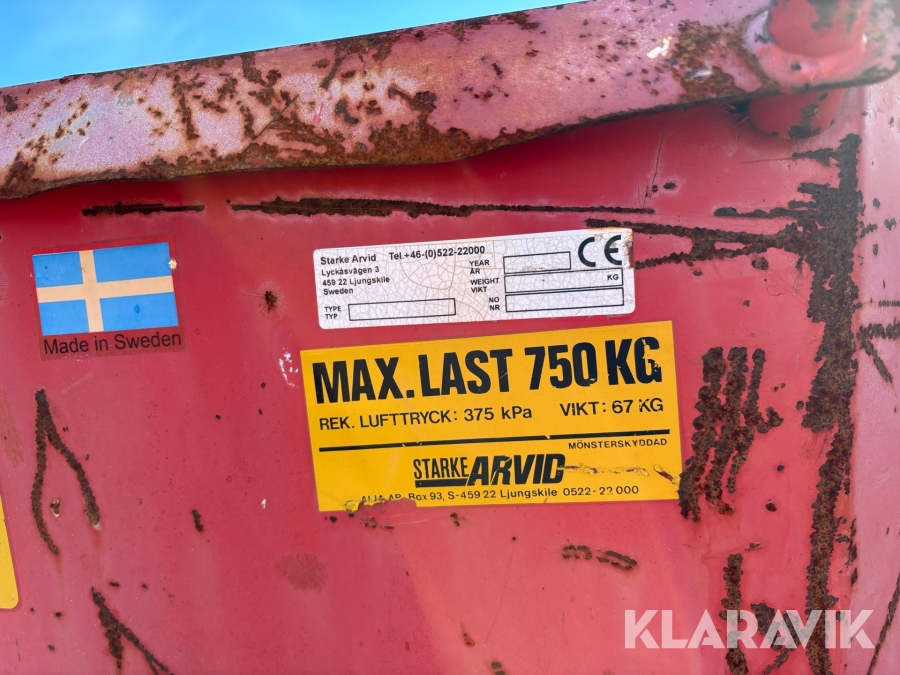 Starke Arvid Tel.+46-(0)522-22000
Lyckåsvägen 3
459 22 Ljungskile
Sweden
TYPE
TYP
YEAR
ÅR
WEIGHT
VIKT
KG
NO
NR
CE
Made in Sweden
MAX. LAST 750 KG
REK. LUFTTRYCK: 375 kPa VIKT: 67 KG
MÖNSTERSKYDDAD
STARKE ARVID
AB, Box 93, S-459 22 Ljungskile 0522-22 000
KLARAVIK